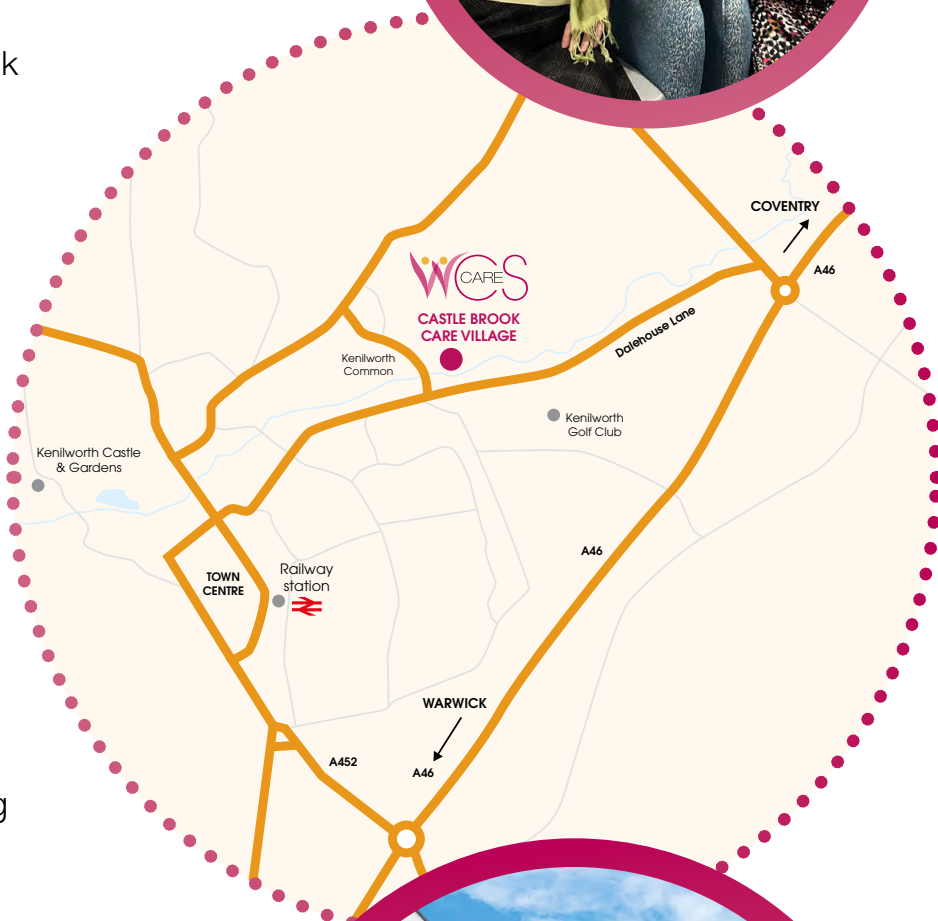 k
COVENTRY
A46
WCS
CARE
CASTLE BROOK
CARE VILLAGE
Dalehouse Lane
Kenilworth
Common
Kenilworth
Golf Club
Kenilworth Castle
& Gardens
A46
Railway
station
TOWN
CENTRE
WARWICK
A452
A46
g